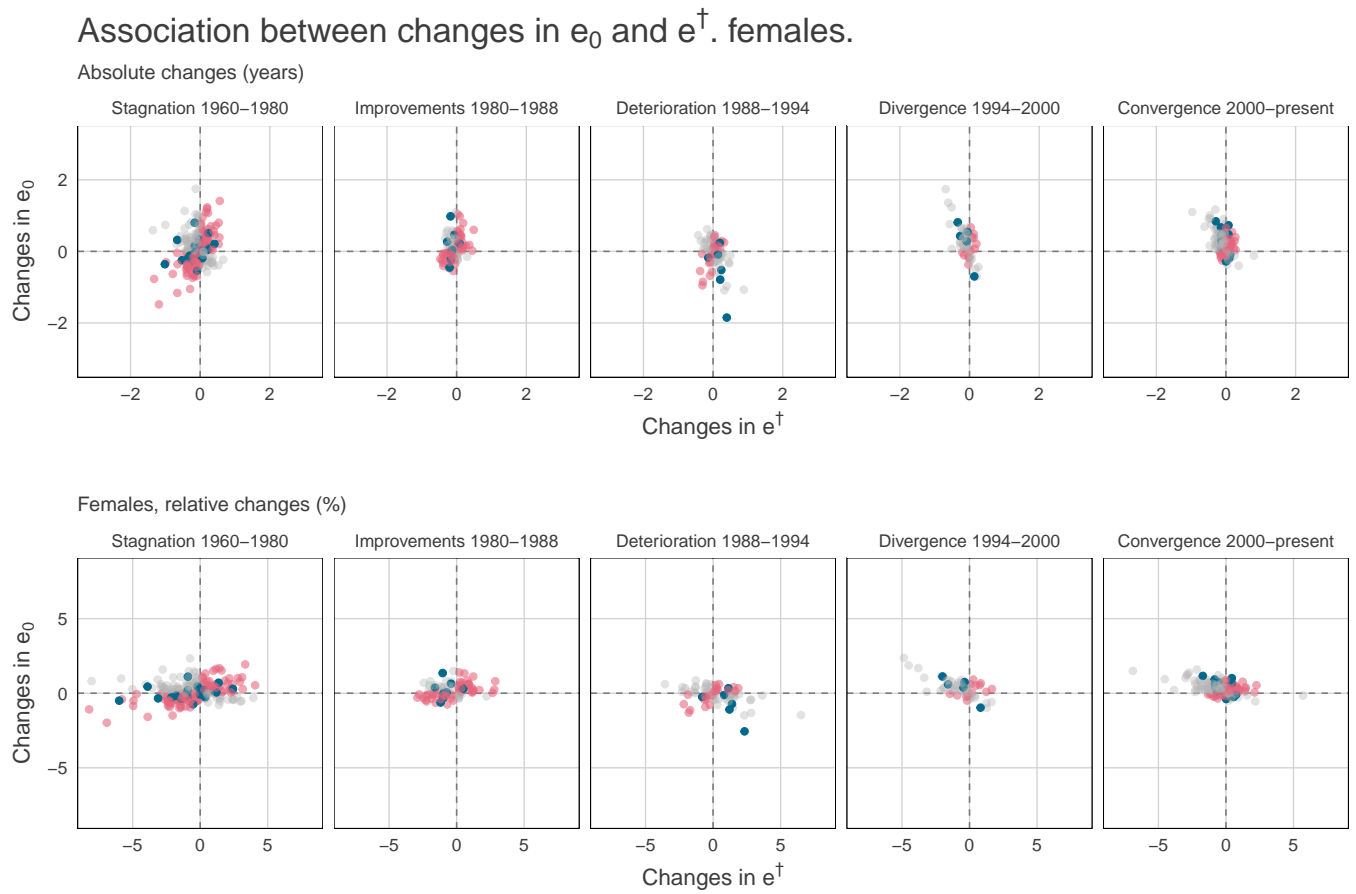 Association between changes in e₀ and e†. females.
Absolute changes (years)
Stagnation 1960−1980 Improvements 1980−1988 Deterioration 1988−1994 Divergence 1994−2000 Convergence 2000−present
Changes in e₀
2
0
−2
−2 0 2 −2 0 2 −2 0 2 −2 0 2 −2 0 2
Changes in e†
Females, relative changes (%)
Stagnation 1960−1980 Improvements 1980−1988 Deterioration 1988−1994 Divergence 1994−2000 Convergence 2000−present
Changes in e₀
5
0
−5
−5 0 5 −5 0 5 −5 0 5 −5 0 5 −5 0 5
Changes in e†